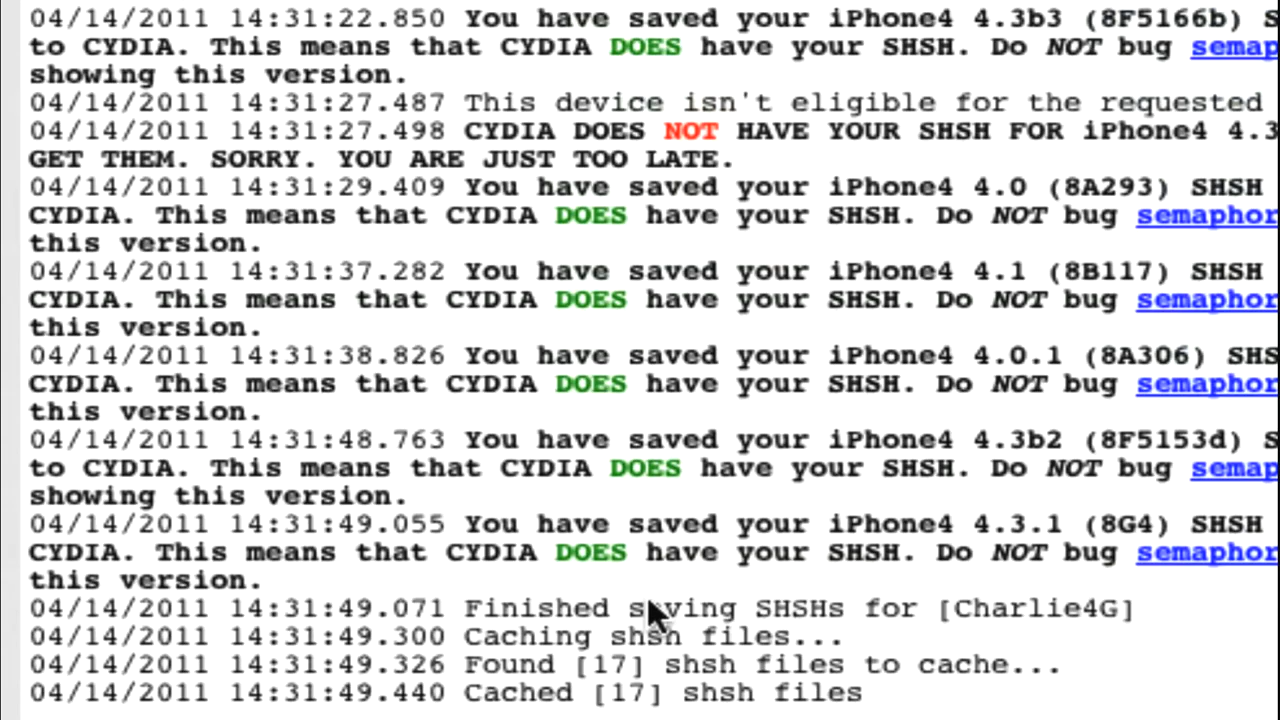 04/14/2011 14:31:22.850 You have saved your iPhone4 4.3b3 (8F5166b) S
to CYDIA. This means that CYDIA DOES have your SHSH. Do NOT bug semap
showing this version.
04/14/2011 14:31:27.487 This device isn't eligible for the requested
04/14/2011 14:31:27.498 CYDIA DOES NOT HAVE YOUR SHSH FOR iPhone4 4.3
GET THEM. SORRY. YOU ARE JUST TOO LATE.
04/14/2011 14:31:29.409 You have saved your iPhone4 4.0 (8A293) SHSH
CYDIA. This means that CYDIA DOES have your SHSH. Do NOT bug semaphor
this version.
04/14/2011 14:31:37.282 You have saved your iPhone4 4.1 (8B117) SHSH
CYDIA. This means that CYDIA DOES have your SHSH. Do NOT bug semaphor
this version.
04/14/2011 14:31:38.826 You have saved your iPhone4 4.0.1 (8A306) SHS
CYDIA. This means that CYDIA DOES have your SHSH. Do NOT bug semaphor
this version.
04/14/2011 14:31:48.763 You have saved your iPhone4 4.3b2 (8F5153d) S
to CYDIA. This means that CYDIA DOES have your SHSH. Do NOT bug semap
showing this version.
04/14/2011 14:31:49.055 You have saved your iPhone4 4.3.1 (8G4) SHSH
CYDIA. This means that CYDIA DOES have your SHSH. Do NOT bug semaphor
this version.
04/14/2011 14:31:49.071 Finished saving SHSHs for [Charlie4G]
04/14/2011 14:31:49.300 Caching shsh files...
04/14/2011 14:31:49.326 Found [17] shsh files to cache...
04/14/2011 14:31:49.440 Cached [17] shsh files